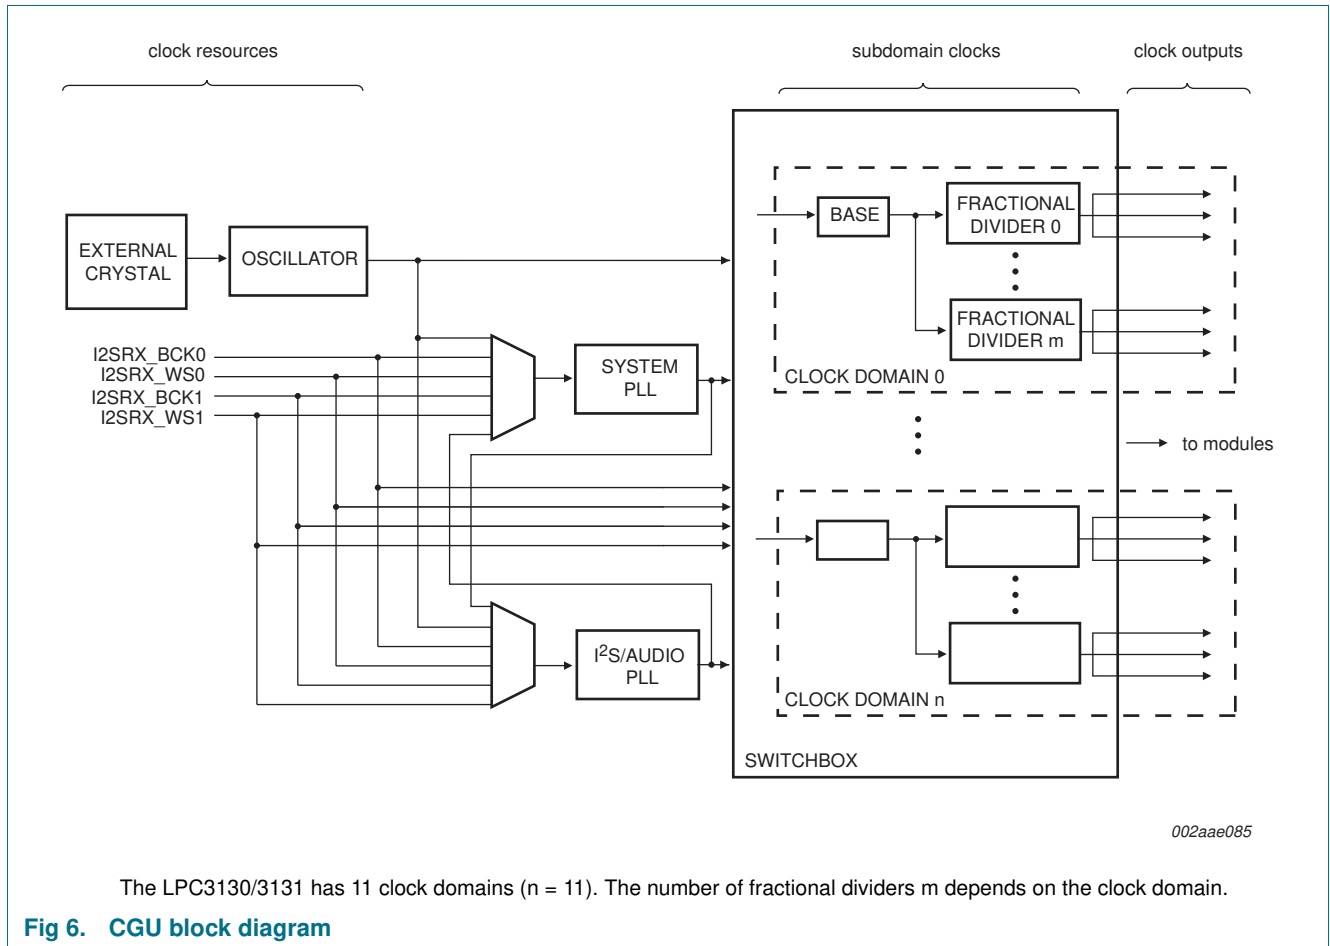 clock resources
subdomain clocks
clock outputs
EXTERNAL
CRYSTAL
OSCILLATOR
BASE
FRACTIONAL
DIVIDER 0
FRACTIONAL
DIVIDER m
CLOCK DOMAIN 0
I2SRX_BCK0
I2SRX_WS0
I2SRX_BCK1
I2SRX_WS1
SYSTEM
PLL
to modules
I²S/AUDIO
PLL
CLOCK DOMAIN n
SWITCHBOX
002aae085
The LPC3130/3131 has 11 clock domains (n = 11). The number of fractional dividers m depends on the clock domain.
Fig 6. CGU block diagram